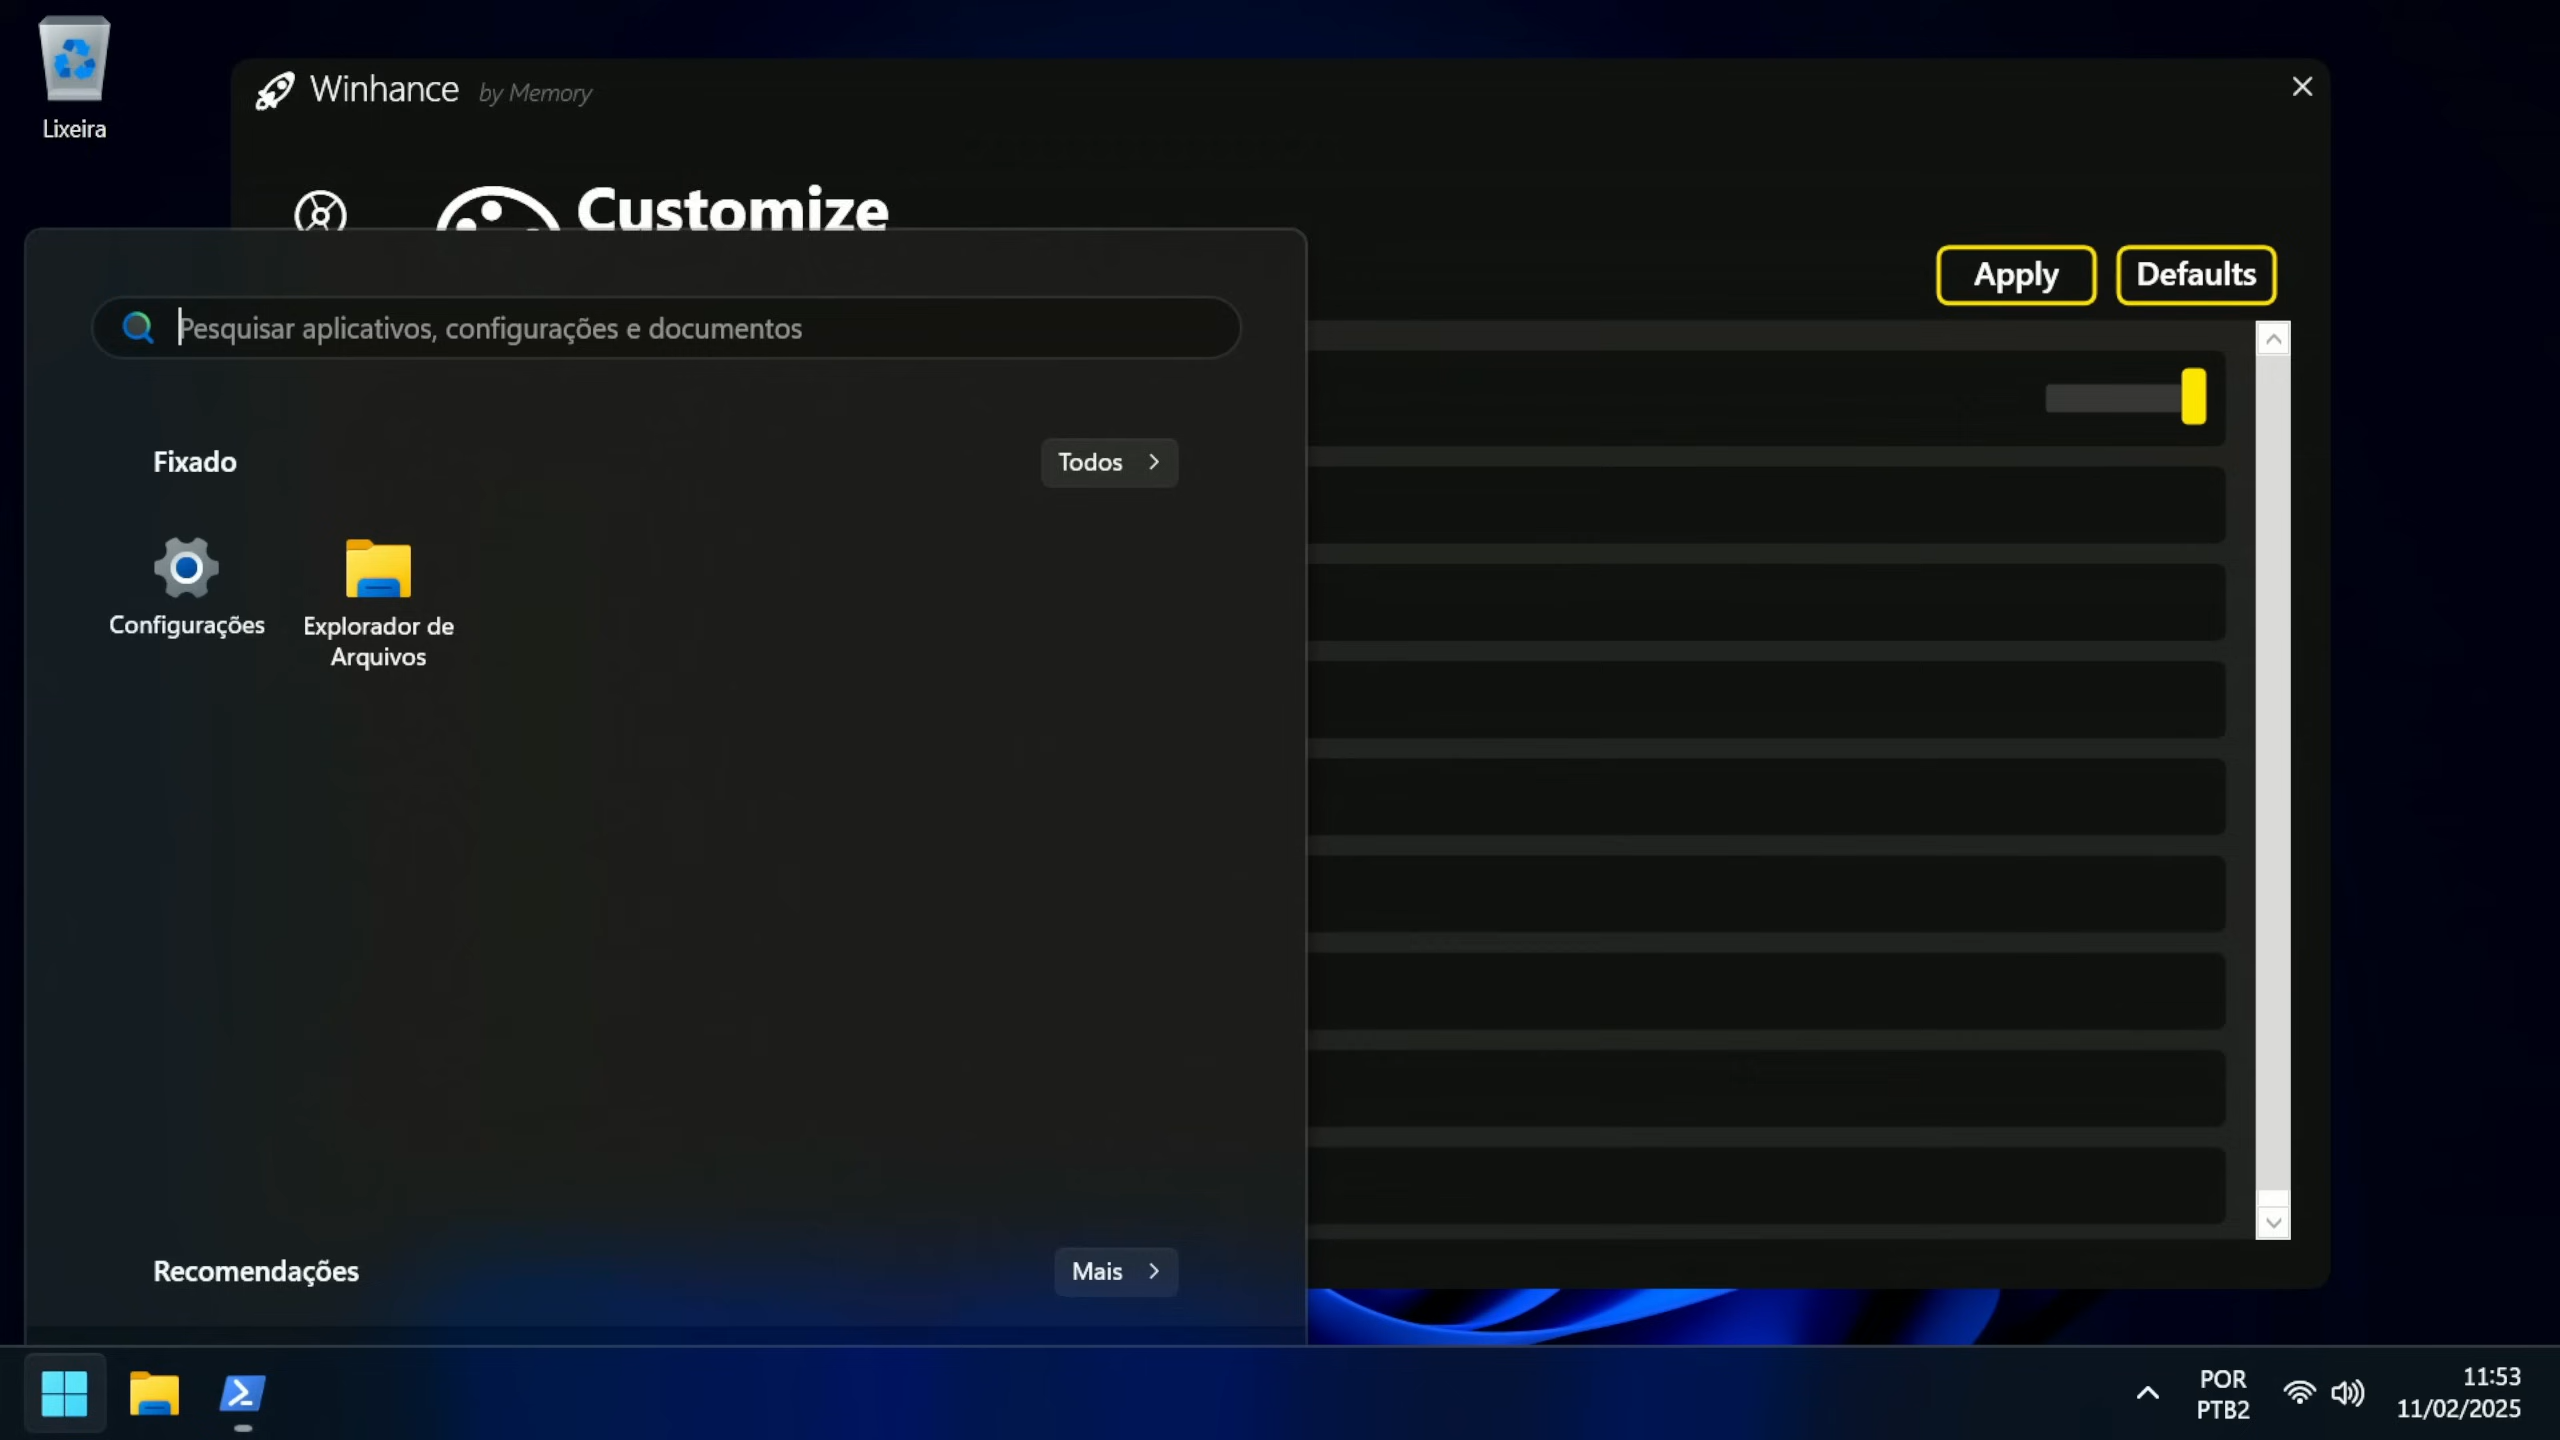 Lixeira
Winhance by Memory
Customize
Apply
Defaults
Pesquisar aplicativos, configurações e documentos
Fixado
Todos
Configurações
Explorador de
Arquivos
Recomendações
Mais
POR
PTB2
11:53
11/02/2025